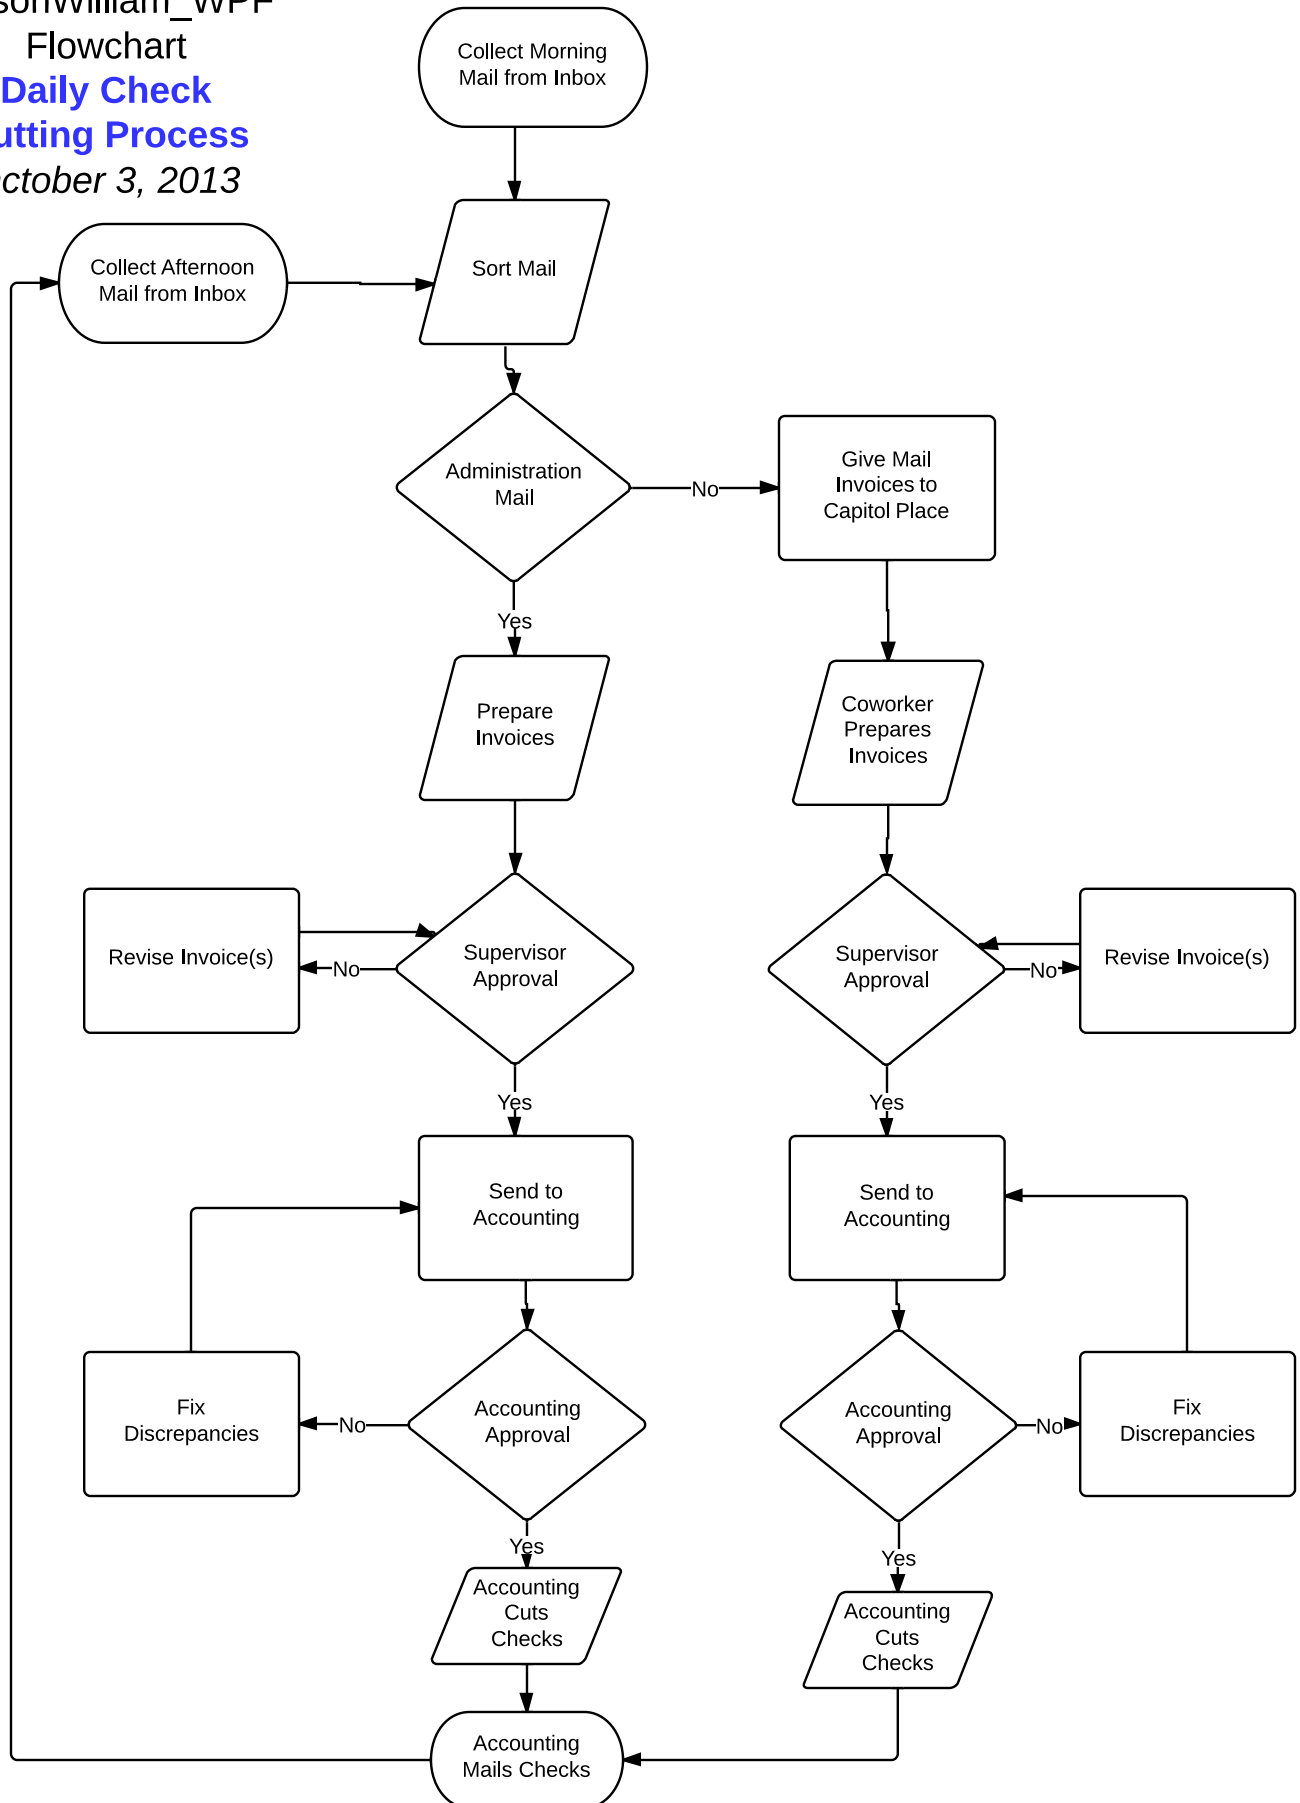 Flowchart
Daily Check
Process
3, 2013
Collect Morning
Mail from Inbox
Collect Afternoon
Mail from Inbox
Sort Mail
Administration
Mail
No
Give Mail
Invoices to
Capitol Place
Yes
Prepare
Invoices
Coworker
Prepares
Invoices
Revise Invoice(s)
No
Supervisor
Approval
Supervisor
Approval
No
Revise Invoice(s)
Yes
Yes
Send to
Accounting
Send to
Accounting
Fix
Discrepancies
No
Accounting
Approval
Accounting
Approval
No
Fix
Discrepancies
Yes
Yes
Accounting
Cuts
Checks
Accounting
Cuts
Checks
Accounting
Mails Checks